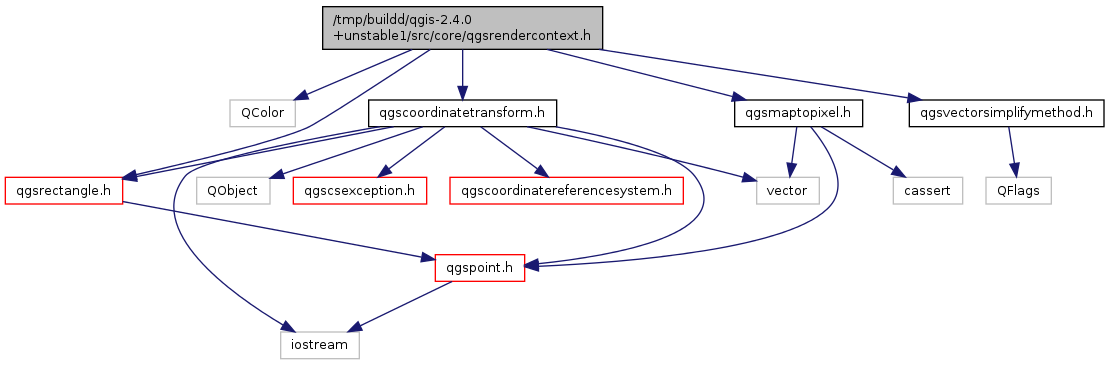 /tmp/buildd/qgis-2.4.0
+unstable1/src/core/qgsrendercontext.h
QColor
qgscoordinatetransform.h
qgsmaptopixel.h
qgsvectorsimplifymethod.h
qgsrectangle.h
QObject
qgscsexception.h
qgscoordinatereferencesystem.h
vector
cassert
QFlags
qgspoint.h
iostream